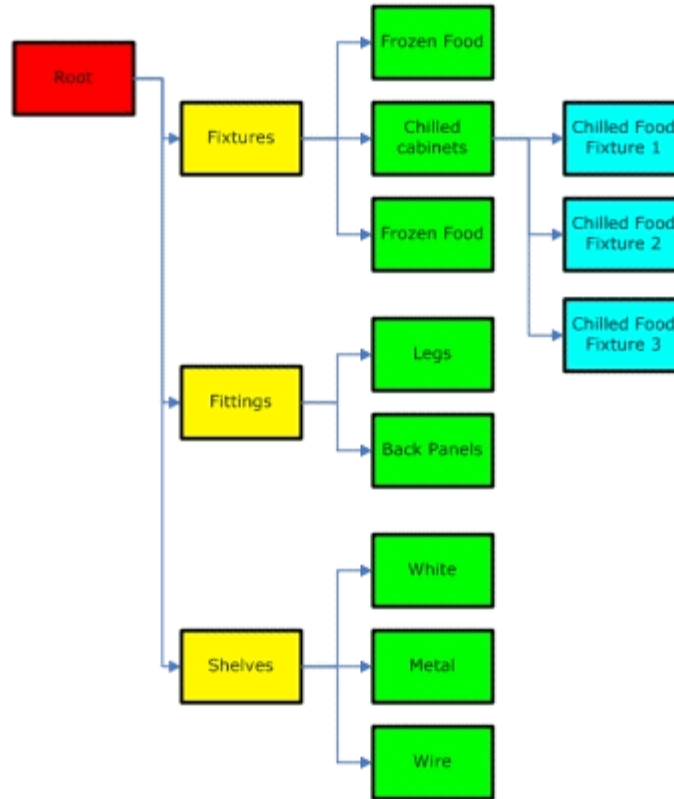 Root
Fixtures
Frozen Food
Chilled
cabinets
Frozen Food
Chilled Food
Fixture 1
Chilled Food
Fixture 2
Chilled Food
Fixture 3
Fittings
Legs
Back Panels
Shelves
White
Metal
Wire